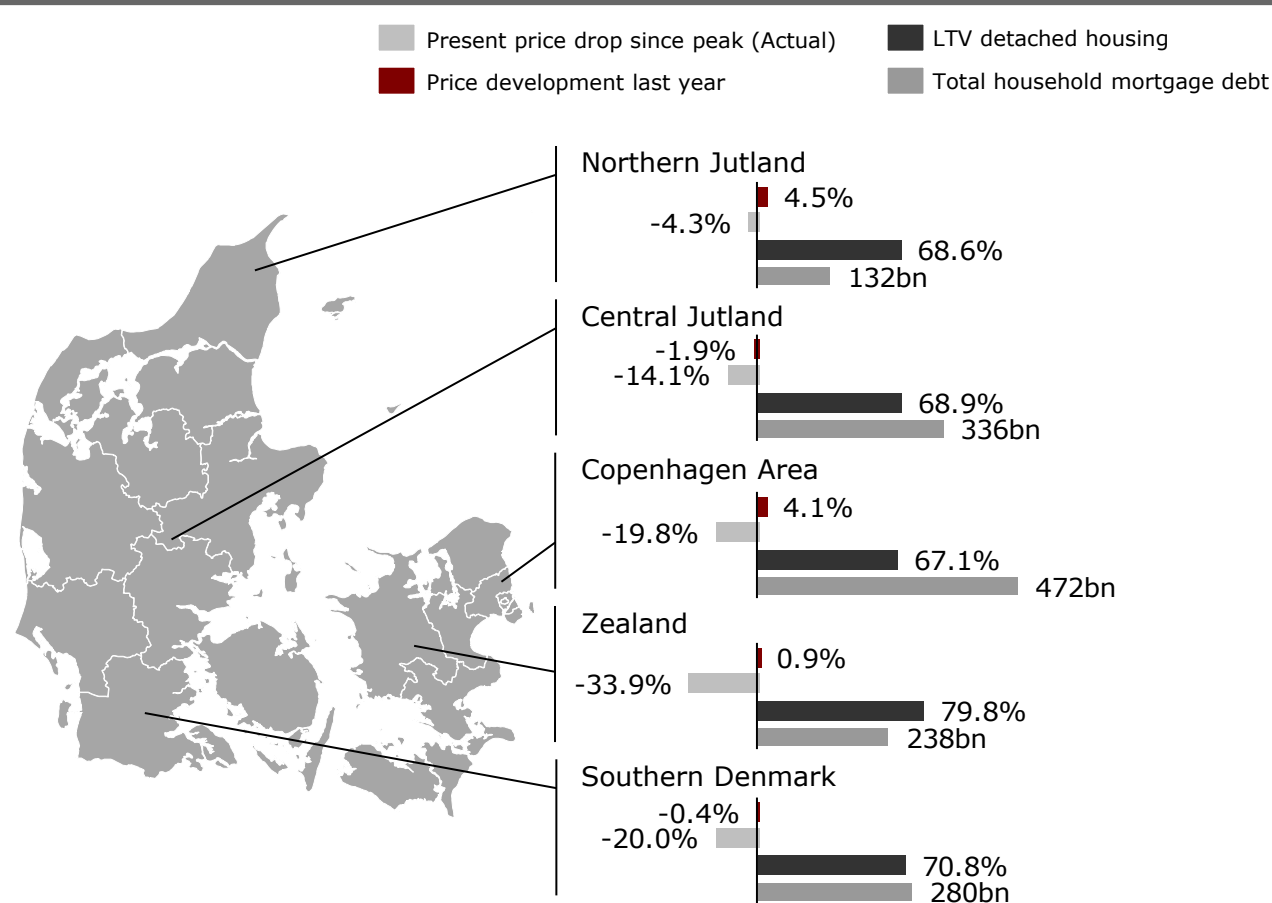 Present price drop since peak (Actual)
LTV detached housing
Price development last year
Total household mortgage debt
Northern Jutland
4.5%
-4.3%
68.6%
132bn
Central Jutland
-1.9%
-14.1%
68.9%
336bn
Copenhagen Area
4.1%
-19.8%
67.1%
472bn
Zealand
0.9%
-33.9%
79.8%
238bn
Southern Denmark
-0.4%
-20.0%
70.8%
280bn